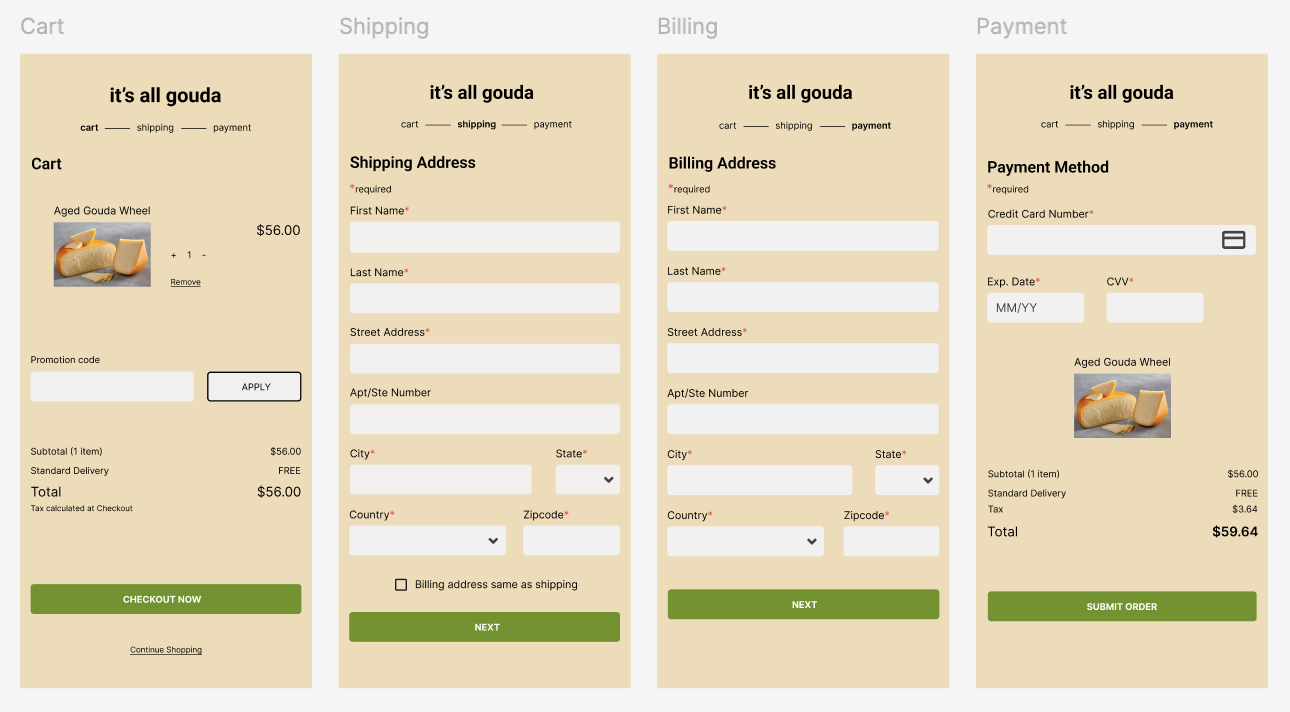 Cart
it's all gouda
cart shipping payment
Cart
Aged Gouda Wheel
$56.00
+ 1 -
Remove
Promotion code
APPLY
Subtotal (1 item) $56.00
Standard Delivery FREE
Total $56.00
Tax calculated at Checkout
CHECKOUT NOW
Continue Shopping
Shipping
it's all gouda
cart shipping payment
Shipping Address
*required
First Name*
Last Name*
Street Address*
Apt/Ste Number
City* State*
Country* Zipcode*
Billing address same as shipping
NEXT
Billing
it's all gouda
cart shipping payment
Billing Address
*required
First Name*
Last Name*
Street Address*
Apt/Ste Number
City* State*
Country* Zipcode*
NEXT
Payment
it's all gouda
cart shipping payment
Payment Method
*required
Credit Card Number*
Exp. Date* CVV*
MM/YY
Aged Gouda Wheel
Subtotal (1 item) $56.00
Standard Delivery FREE
Tax $3.64
Total $59.64
SUBMIT ORDER